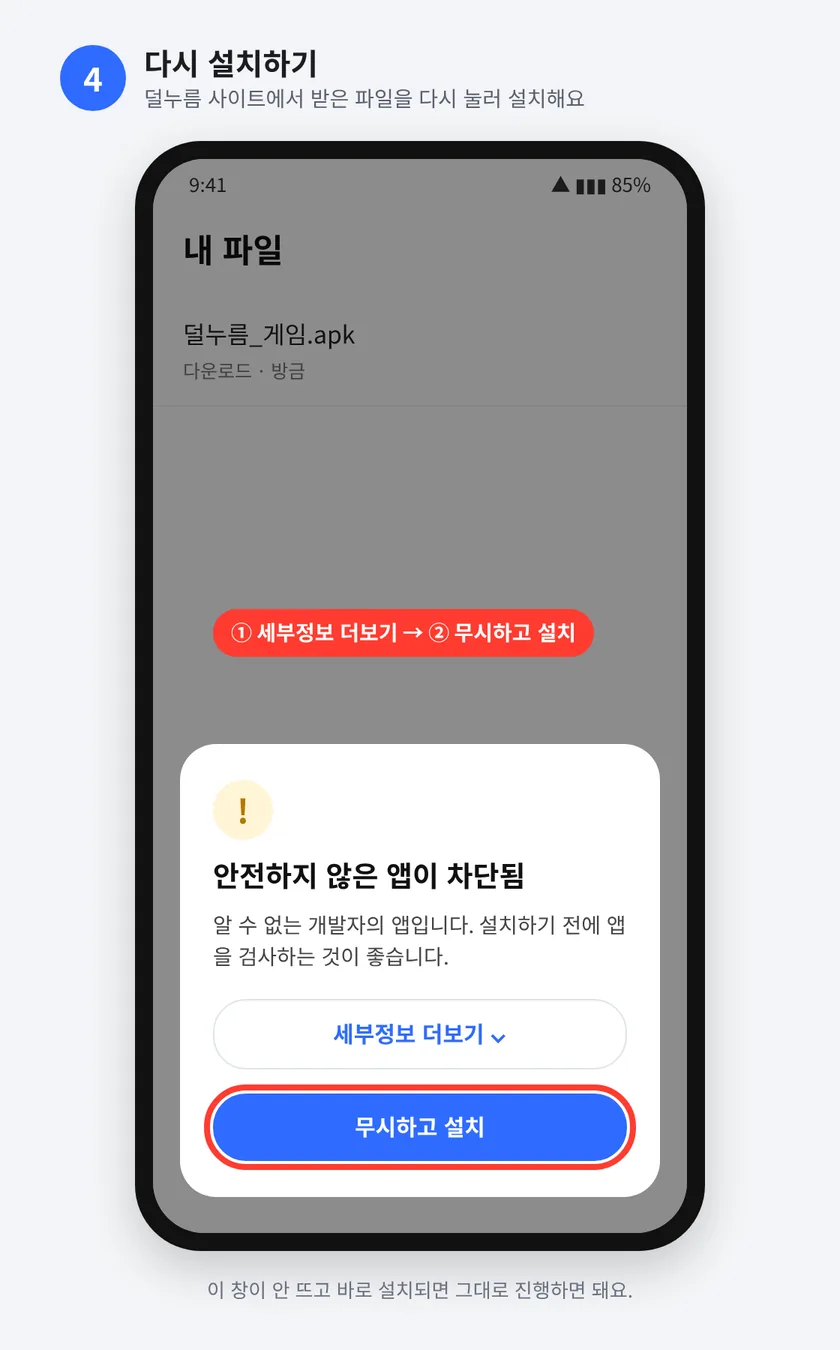 4
다시 설치하기
덜누름 사이트에서 받은 파일을 다시 눌러 설치해요
9:41
85%
내 파일
덜누름_게임.apk
다운로드 · 방금
① 세부정보 더보기 → ② 무시하고 설치
!
안전하지 않은 앱이 차단됨
알 수 없는 개발자의 앱입니다. 설치하기 전에 앱
을 검사하는 것이 좋습니다.
세부정보 더보기
무시하고 설치
이 창이 안 뜨고 바로 설치되면 그대로 진행하면 돼요.